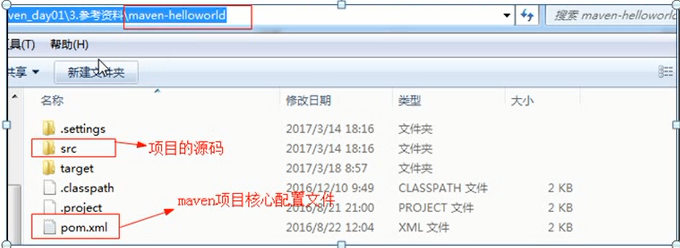 ven_day01\3.参考资料\maven-helloworld 搜索 maven-helloworld
工具(T) 帮助(H)
共享 新建文件夹
名称 修改日期 类型 大小
.settings 2017/3/14 18:16 文件夹
src 项目的源码 2017/3/14 18:16 文件夹
target 2017/3/18 8:57 文件夹
.classpath 2016/12/10 9:49 CLASSPATH 文件 2 KB
.project maven项目核心配置文件 2016/8/21 21:00 PROJECT 文件 2 KB
pom.xml 2016/8/22 12:04 XML 文件 2 KB